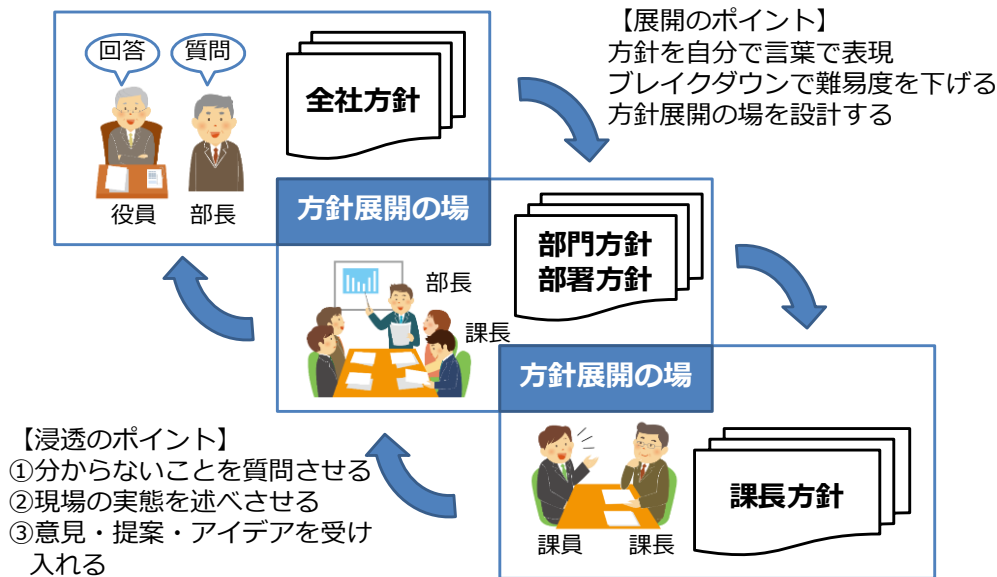 回答
質問
全社方針
役員
部長
【展開のポイント】
方針を自分で言葉で表現
ブレイクダウンで難易度を下げる
方針展開の場を設計する
方針展開の場
部門方針
部署方針
部長
課長
方針展開の場
課員
課長
課長方針
【浸透のポイント】
①分からないことを質問させる
②現場の実態を述べさせる
③意見・提案・アイデアを受け
入れる